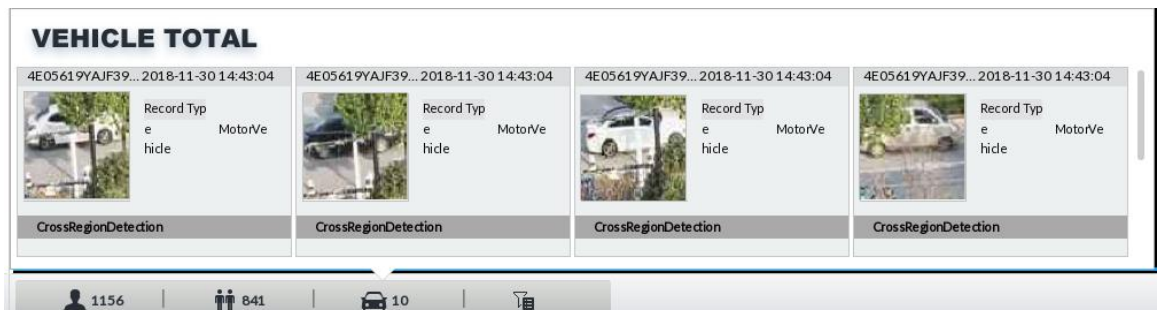 VEHICLE TOTAL
4E05619YAJF39... 2018-11-30 14:43:04
Record Typ
e MotorVe
hicle
CrossRegionDetection
4E05619YAJF39... 2018-11-30 14:43:04
Record Typ
e MotorVe
hicle
CrossRegionDetection
4E05619YAJF39... 2018-11-30 14:43:04
Record Typ
e MotorVe
hicle
CrossRegionDetection
4E05619YAJF39... 2018-11-30 14:43:04
Record Typ
e MotorVe
hicle
CrossRegionDetection
1156 841 10